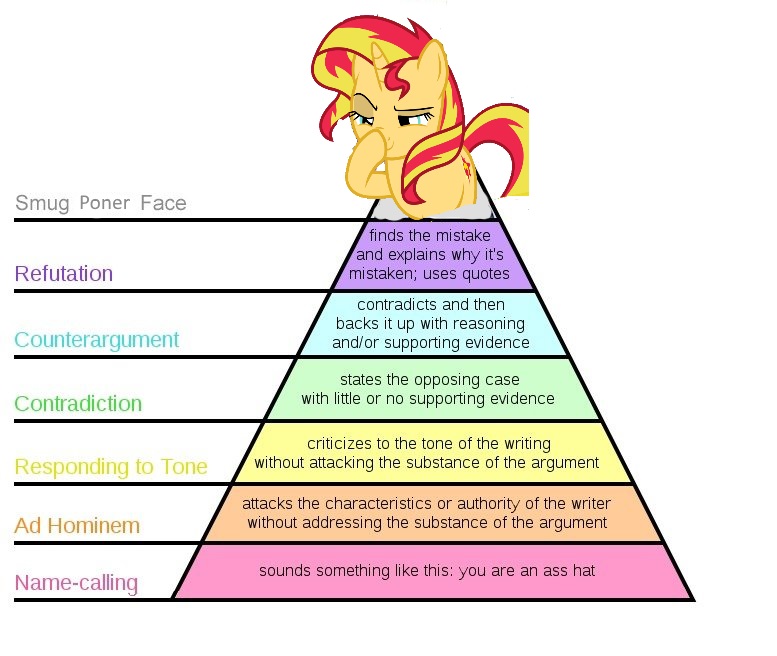 Smug Poner Face
finds the mistake
and explains why it's
mistaken; uses quotes
Refutation
contradicts and then
backs it up with reasoning
and/or supporting evidence
Counterargument
states the opposing case
with little or no supporting evidence
Contradiction
criticizes to the tone of the writing
without attacking the substance of the argument
Responding to Tone
attacks the characteristics or authority of the writer
without addressing the substance of the argument
Ad Hominem
sounds something like this: you are an ass hat
Name-calling